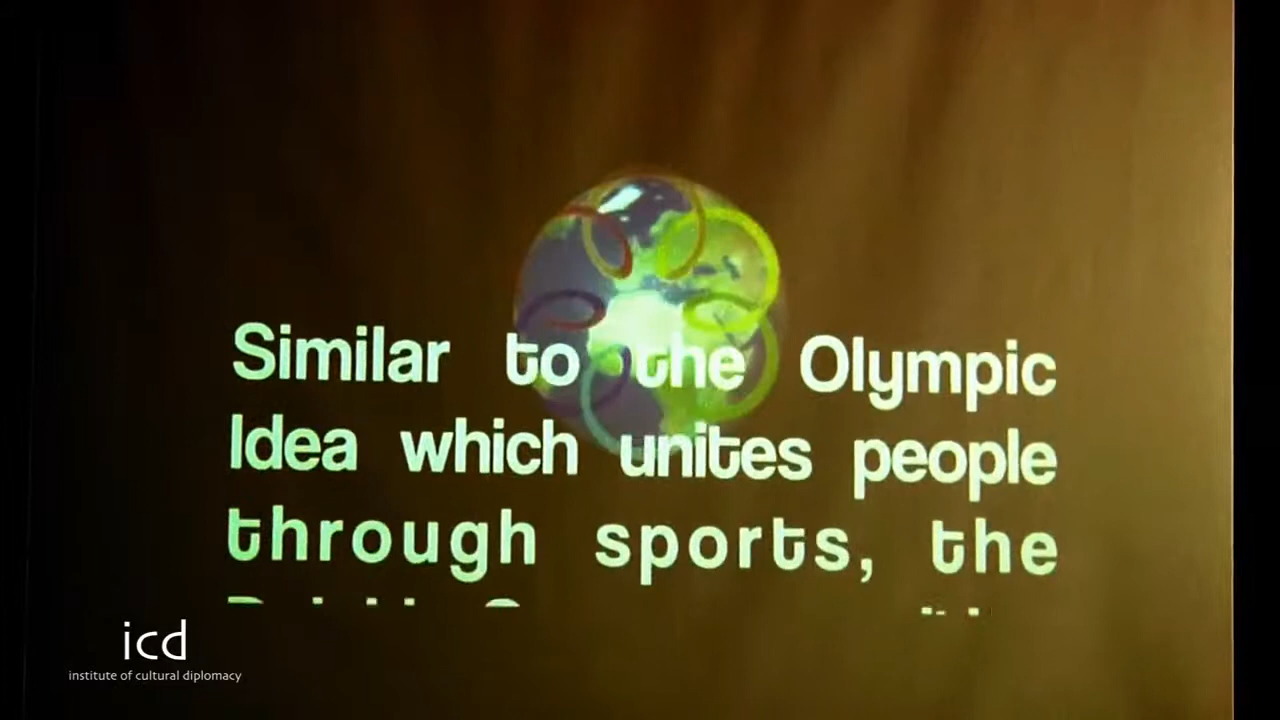 Similar to the Olympic
Idea which unites people
through sports, the
icd
institute of cultural diplomacy